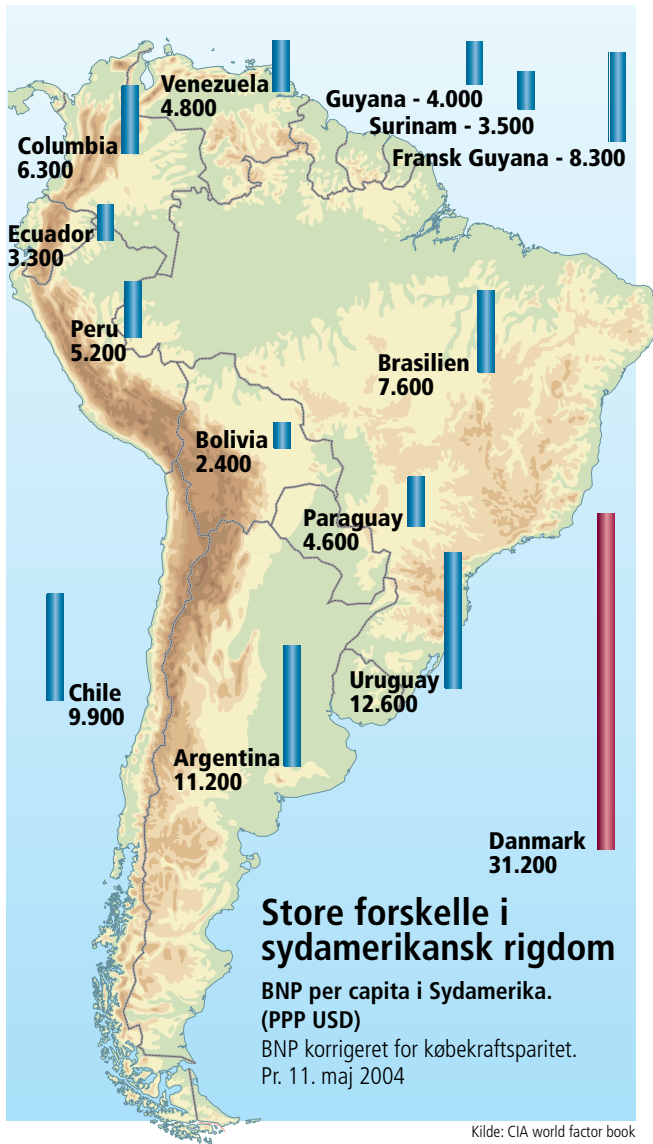 Venezuela
4.800
Guyana - 4.000
Surinam - 3.500
Fransk Guyana - 8.300
Columbia
6.300
Ecuador
3.300
Peru
5.200
Brasilien
7.600
Bolivia
2.400
Paraguay
4.600
Uruguay
12.600
Chile
9.900
Argentina
11.200
Danmark
31.200
Store forskelle i
sydamerikansk rigdom
BNP per capita i Sydamerika.
(PPP USD)
BNP korrigeret for købekraftsparitet.
Pr. 11. maj 2004
Kilde: CIA world factor book